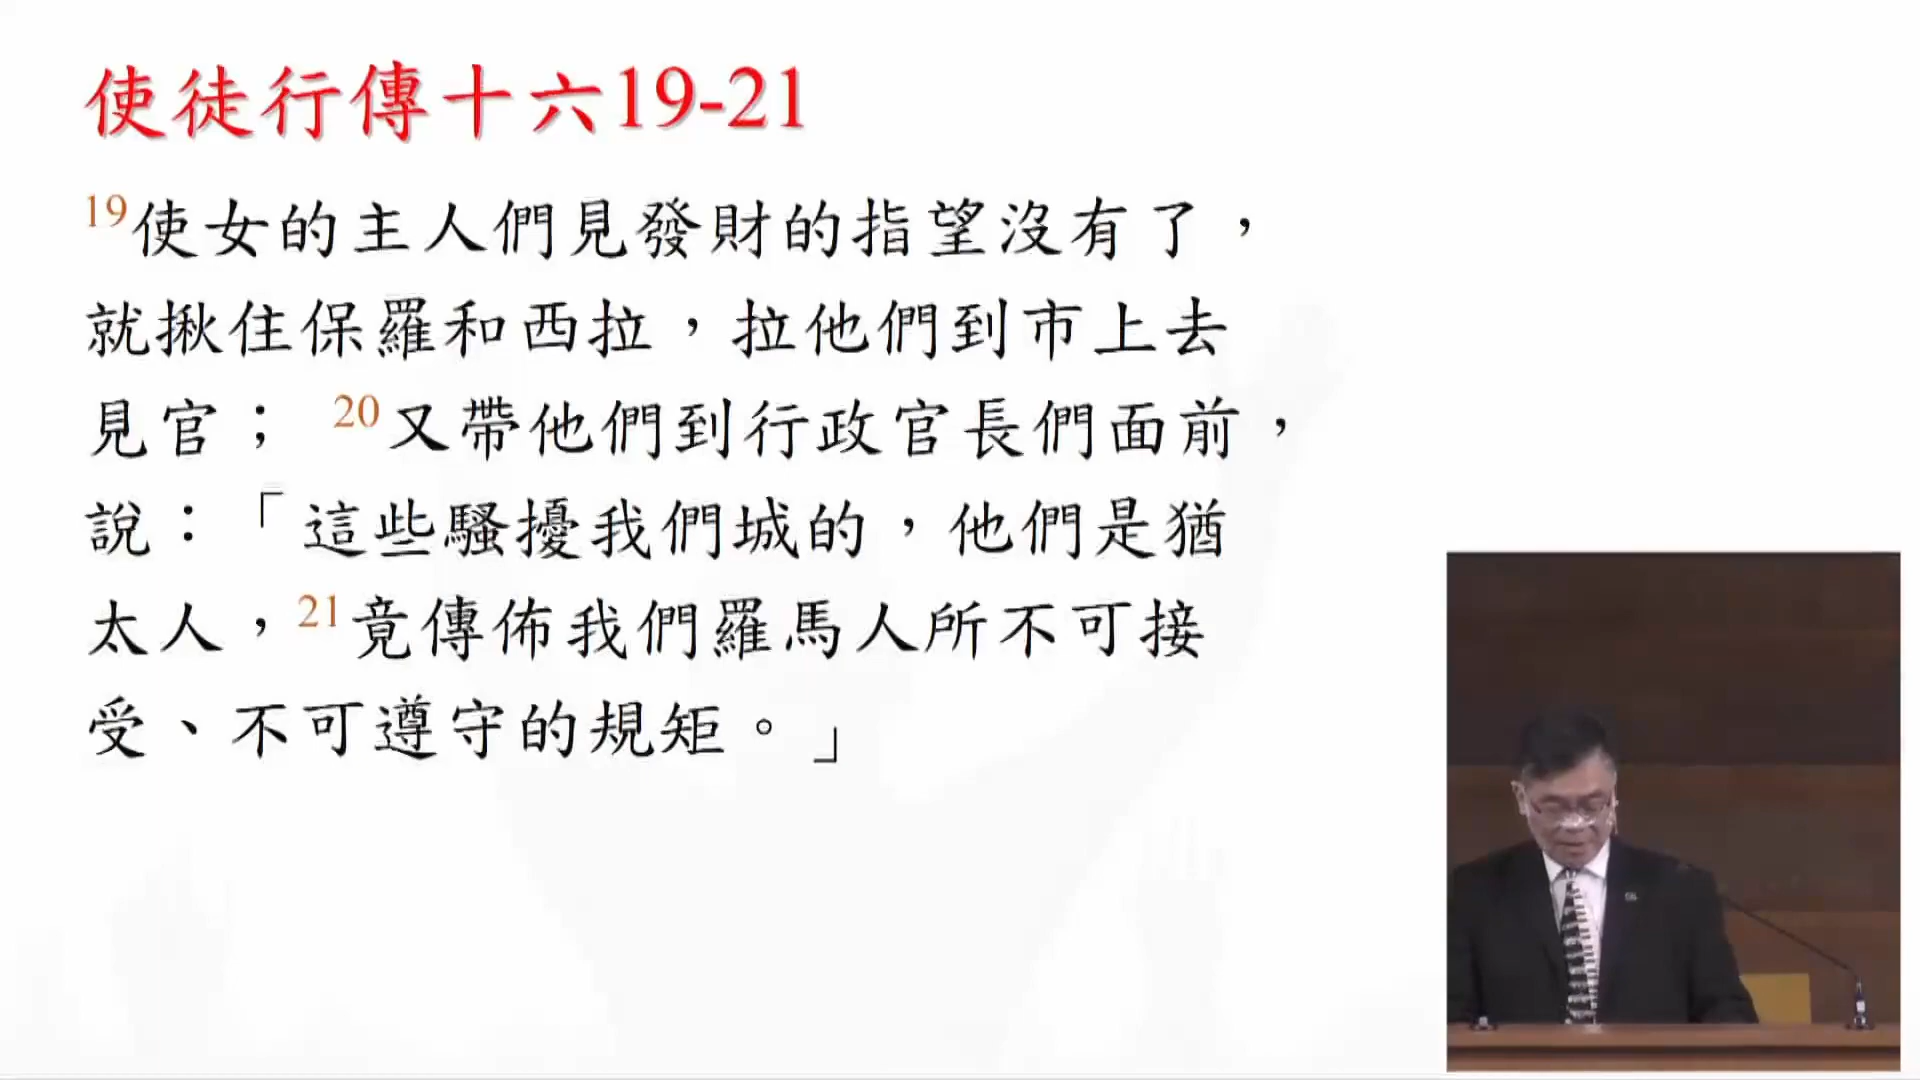 使徒行傳十六19-21
19使女的主人們見發財的指望沒有了，
就揪住保羅和西拉，拉他們到市上去
見官； 20又帶他們到行政官長們面前，
說：「這些騷擾我們城的，他們是猶
太人，21竟傳佈我們羅馬人所不可接
受、不可遵守的規矩。」